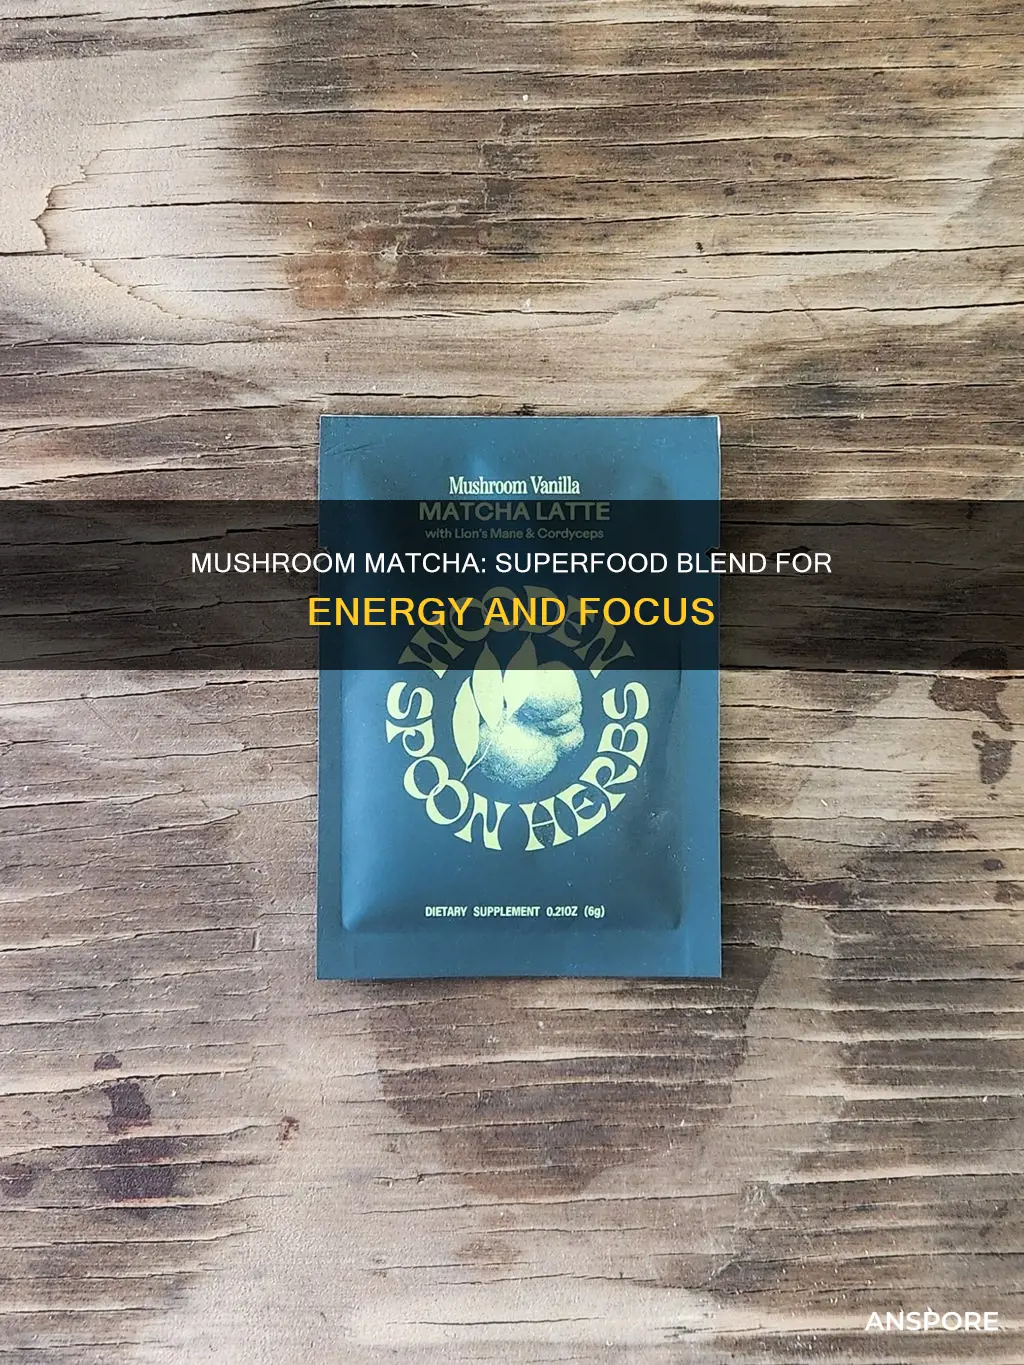 Mushroom Vanilla
MATCHA LATTE
with Lion's Mane & Cordyceps
MUSHROOM MATCHA: SUPERFOOD BLEND FOR
ENERGY AND FOCUS
WOODEN
SPOON HERBS
DIETARY SUPPLEMENT 0.21OZ (6g)
ANSPORE